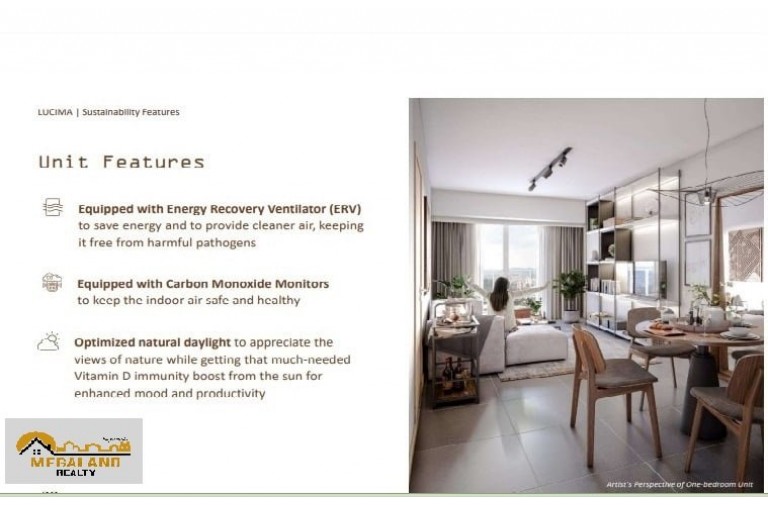 LUCIMA | Sustainability Features
Unit Features
Equipped with Energy Recovery Ventilator (ERV)
to save energy and to provide cleaner air, keeping
it free from harmful pathogens
Equipped with Carbon Monoxide Monitors
to keep the indoor air safe and healthy
Optimized natural daylight to appreciate the
views of nature while getting that much-needed
Vitamin D immunity boost from the sun for
enhanced mood and productivity
MEGALAND
REALTY
Artist's Perspective of One-bedroom Unit